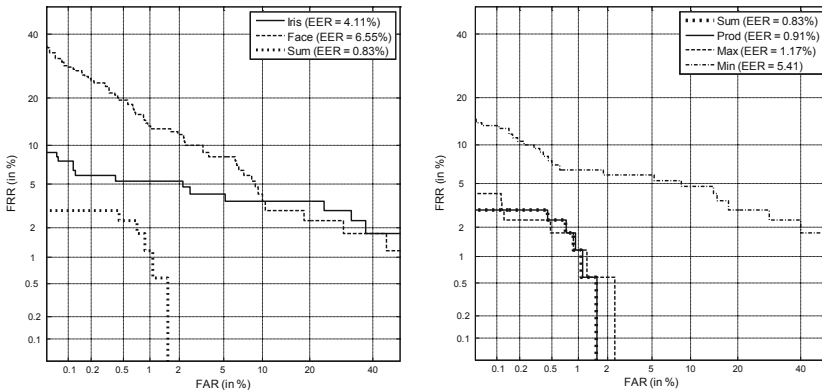 Iris (EER = 4.11%)
Face (EER = 6.55%)
Sum (EER = 0.83%)
40
20
10
5
2
1
0.5
0.2
0.1
FRR (in %)
0.1 0.2 0.5 1 2 5 10 20 40
FAR (in %)
Sum (EER = 0.83%)
Prod (EER = 0.91%)
Max (EER = 1.17%)
Min (EER = 5.41)
40
20
10
5
2
1
0.5
0.2
0.1
FRR (in %)
0.1 0.2 0.5 1 2 5 10 20 40
FAR (in %)